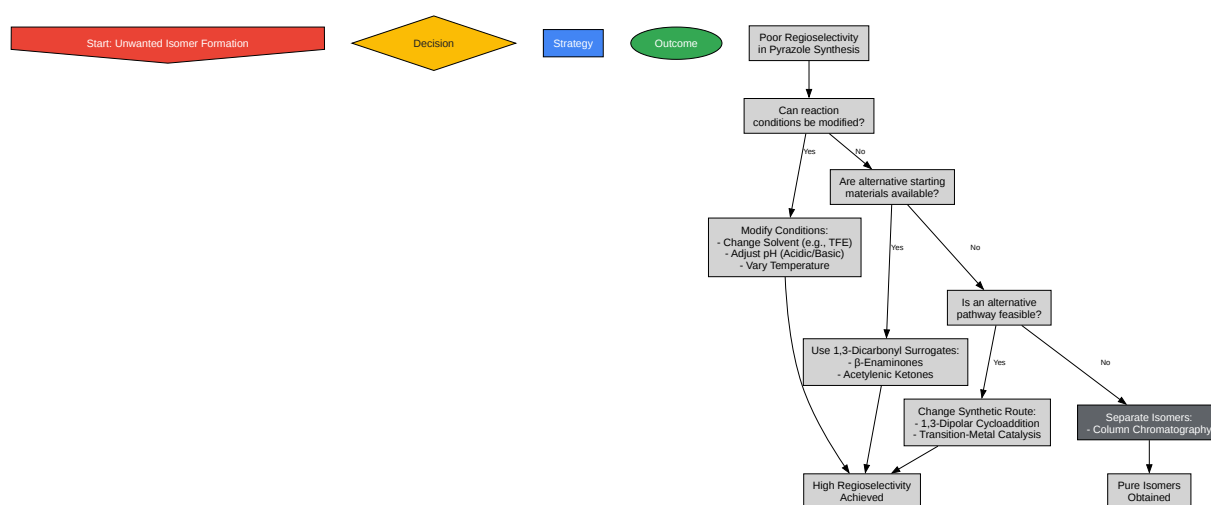 Start: Unwanted Isomer Formation
Decision
Strategy
Outcome
Poor Regioselectivity
in Pyrazole Synthesis
Can reaction
conditions be modified?
Yes
No
Are alternative starting
materials available?
Modify Conditions:
- Change Solvent (e.g., TFE)
- Adjust pH (Acidic/Basic)
- Vary Temperature
Yes
No
Is an alternative
pathway feasible?
Use 1,3-Dicarbonyl Surrogates:
- β-Enaminones
- Acetylenic Ketones
Yes
No
Change Synthetic Route:
- 1,3-Dipolar Cycloaddition
- Transition-Metal Catalysis
Separate Isomers:
- Column Chromatography
High Regioselectivity
Achieved
Pure Isomers
Obtained